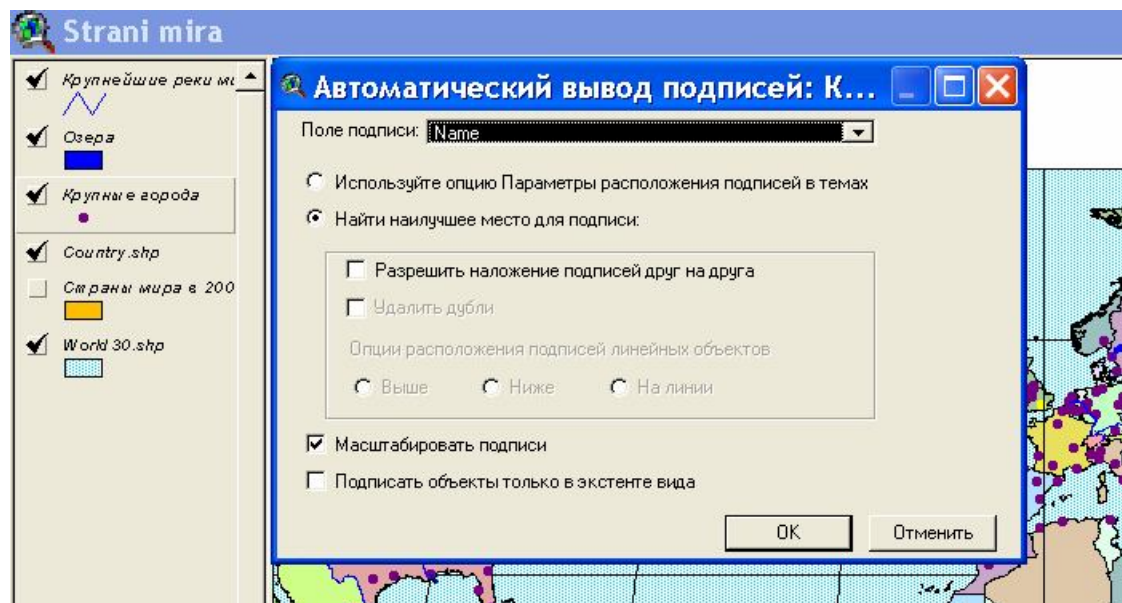 Strani mira
Крупнейшие реки ми
Озера
Крупные города
Country.shp
Страны мира в 200
World 30.shp
Автоматический вывод подписей: К...
Поле подписи: Name
Используйте опцию Параметры расположения подписей в темах
Найти наилучшее место для подписи:
Разрешить наложение подписей друг на друга
Удалить дубли
Опции расположения подписей линейных объектов
Выше Ниже На линии
Масштабировать подписи
Подписать объекты только в экстенте вида
OK Отменить